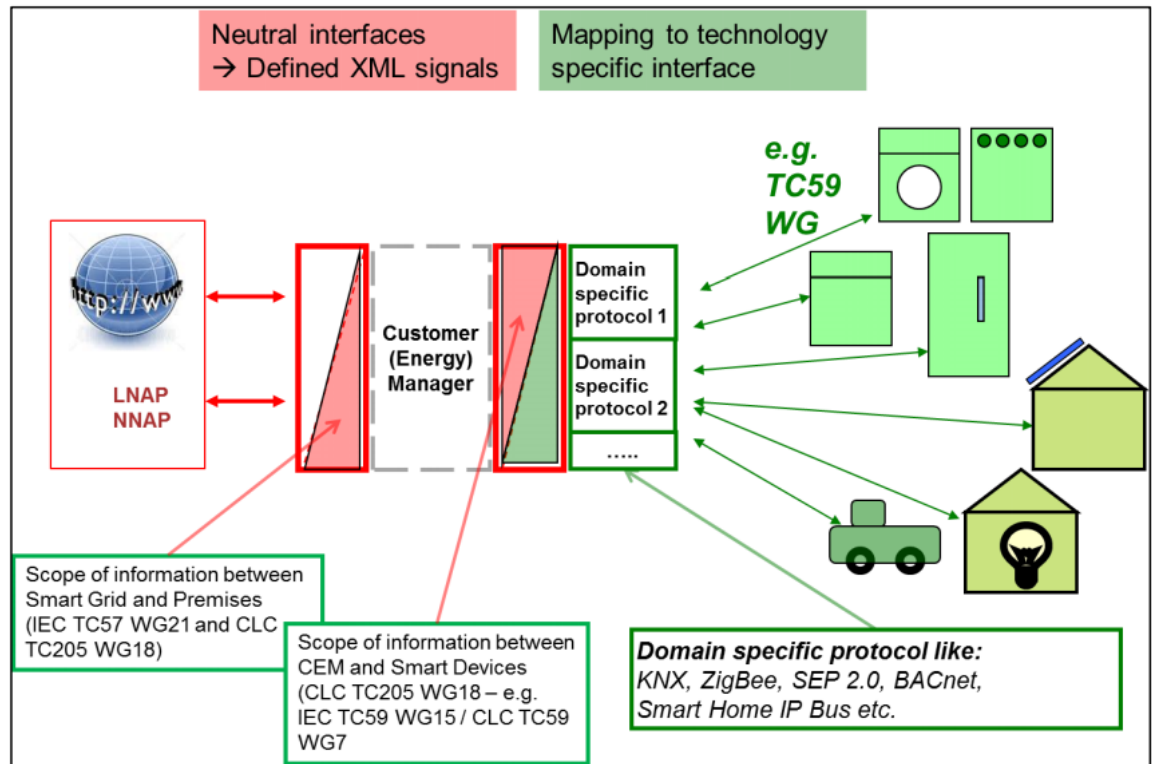 Neutral interfaces
→ Defined XML signals
Mapping to technology
specific interface
e.g.
TC59
WG
http://www
LNAP
NNAP
Customer
(Energy)
Manager
Domain
specific
protocol 1
Domain
specific
protocol 2
.....
Scope of information between
Smart Grid and Premises
(IEC TC57 WG21 and CLC
TC205 WG18)
Scope of information between
CEM and Smart Devices
(CLC TC205 WG18 – e.g.
IEC TC59 WG15 / CLC TC59
WG7
Domain specific protocol like:
KNX, ZigBee, SEP 2.0, BACnet,
Smart Home IP Bus etc.